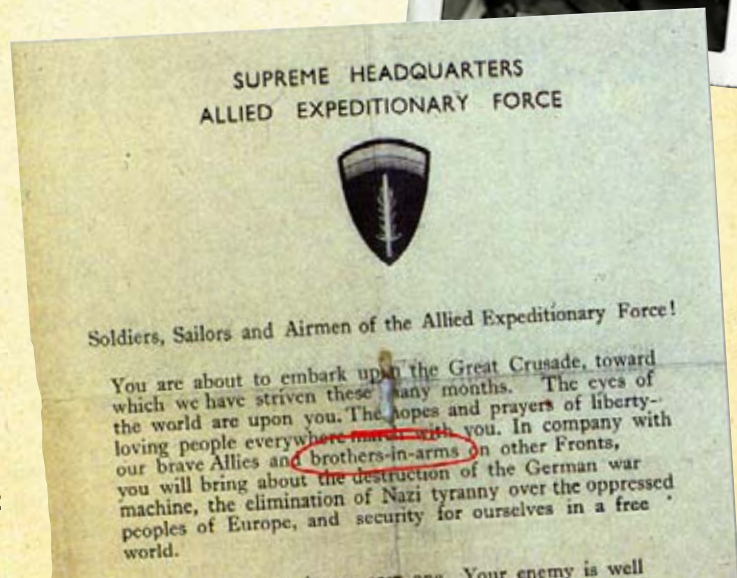 SUPREME HEADQUARTERS
ALLIED EXPEDITIONARY FORCE
Soldiers, Sailors and Airmen of the Allied Expeditionary Force!
You are about to embark upon the Great Crusade, toward
which we have striven these many months. The eyes of
the world are upon you. The hopes and prayers of liberty-
loving people everywhere march with you. In company with
our brave Allies and brothers-in-arms on other Fronts,
you will bring about the destruction of the German war
machine, the elimination of Nazi tyranny over the oppressed
peoples of Europe, and security for ourselves in a free
world.
one. Your enemy is well